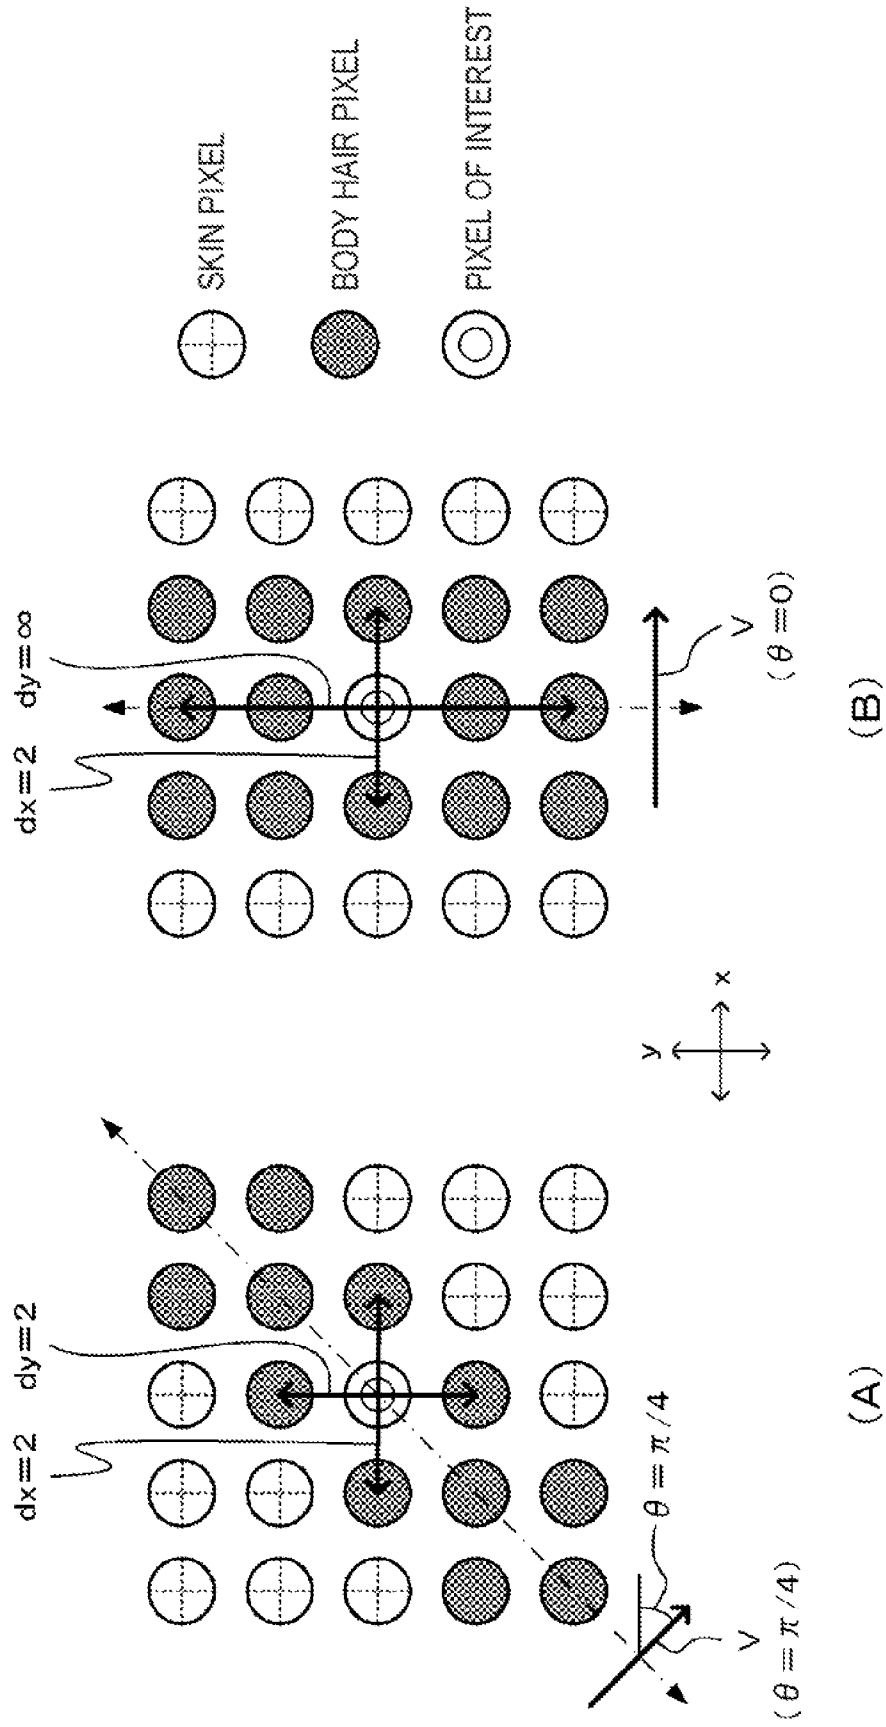 dx=2 dy=2
θ=π/4
V
(θ=π/4)
(A)
y
x
dx=2 dy=∞
V
(θ=0)
(B)
SKIN PIXEL
BODY HAIR PIXEL
PIXEL OF INTEREST